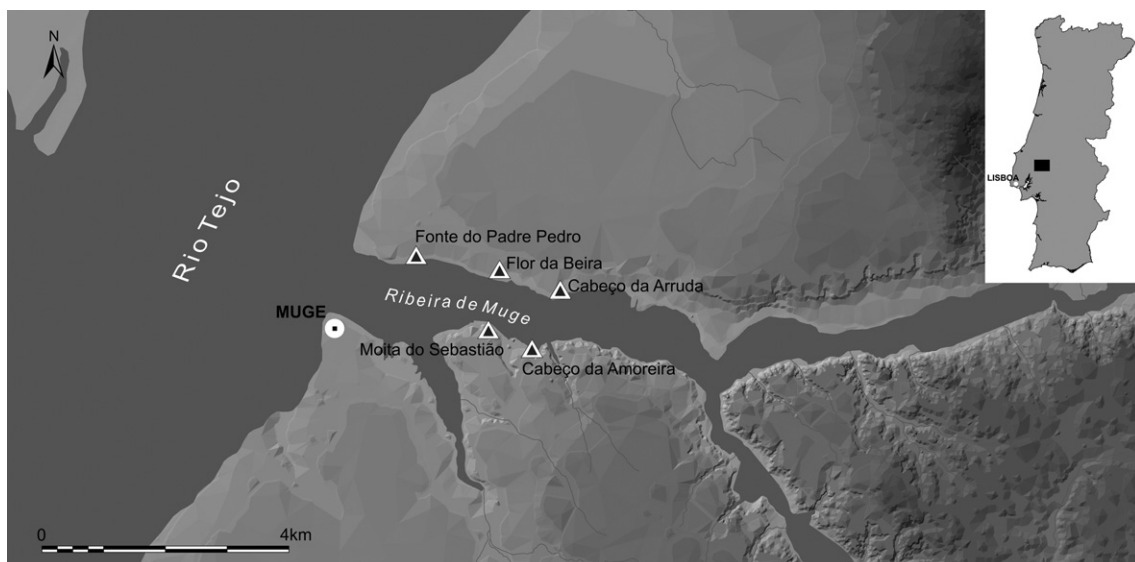 N
LISBOA
Rio Tejo
Fonte do Padre Pedro
Flor da Beira
Cabeço da Arruda
Ribeira de Muge
MUGE
Moita do Sebastião
Cabeço da Amoreira
0 4km